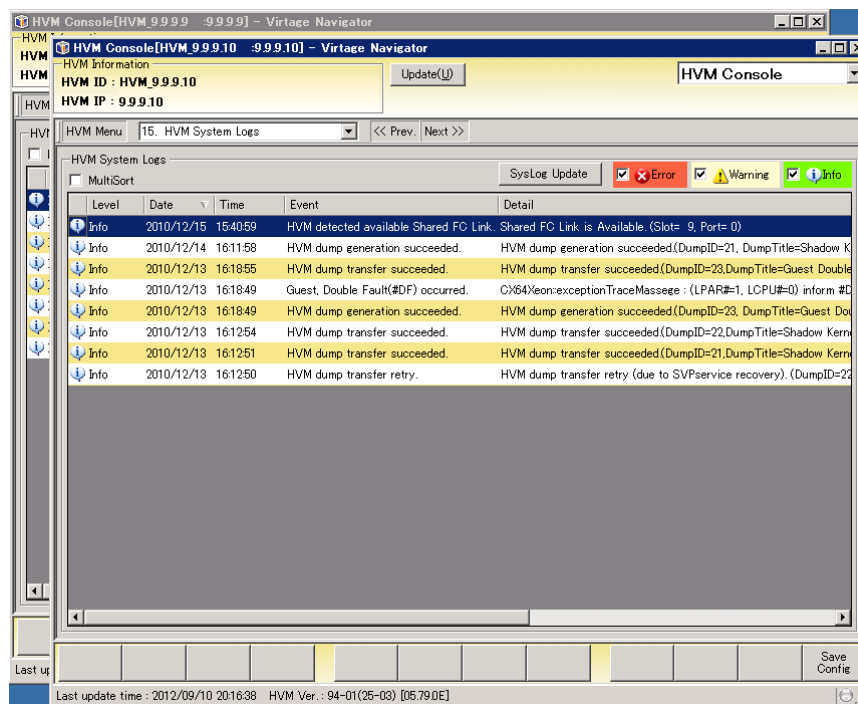 HVM Console[HVM_9.9.9.9 :9.9.9.9] - Virtage Navigator
HVM
HVM
HVM
HVM
HVM Console[HVM_9.9.9.10 :9.9.9.10] - Virtage Navigator
HVM Information
HVM ID : HVM_9.9.9.10
HVM IP : 9.9.9.10
Update(U)
HVM Console
HVM Menu 15. HVM System Logs << Prev. Next >>
HVM System Logs
MultiSort
SysLog Update Error Warning Info
Level Date Time Event Detail
Info 2010/12/15 15:40:59 HVM detected available Shared FC Link. Shared FC Link is Available.(Slot= 9, Port= 0)
Info 2010/12/14 16:11:58 HVM dump generation succeeded. HVM dump generation succeeded.(DumpID=21, DumpTitle=Shadow K
Info 2010/12/13 16:18:55 HVM dump transfer succeeded. HVM dump transfer succeeded.(DumpID=23,DumpTitle=Guest Double
Info 2010/12/13 16:18:49 Guest, Double Fault(#DF) occurred. CX64Xeon::exceptionTraceMassege : (LPAR#=1, LCPU#=0) inform #D
Info 2010/12/13 16:18:49 HVM dump generation succeeded. HVM dump generation succeeded.(DumpID=23, DumpTitle=Guest Dou
Info 2010/12/13 16:12:54 HVM dump transfer succeeded. HVM dump transfer succeeded.(DumpID=22,DumpTitle=Shadow Kern
Info 2010/12/13 16:12:51 HVM dump transfer succeeded. HVM dump transfer succeeded.(DumpID=21,DumpTitle=Shadow Kern
Info 2010/12/13 16:12:50 HVM dump transfer retry. HVM dump transfer retry (due to SVPservice recovery). (DumpID=22
Save
Config
Last up
Last update time : 2012/09/10 20:16:38 HVM Ver. : 94-01(25-03) [05.79.0E]